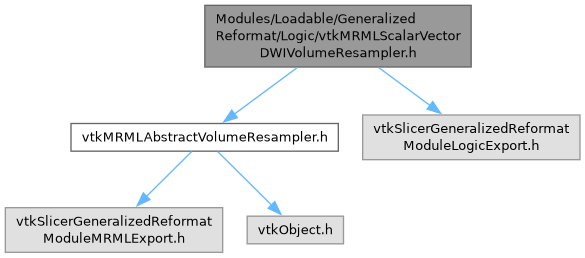 Modules/Loadable/Generalized
Reformat/Logic/vtkMRMLScalarVector
DWIVolumeResampler.h
vtkMRMLAbstractVolumeResampler.h
vtkSlicerGeneralizedReformat
ModuleLogicExport.h
vtkSlicerGeneralizedReformat
ModuleMRMLExport.h
vtkObject.h